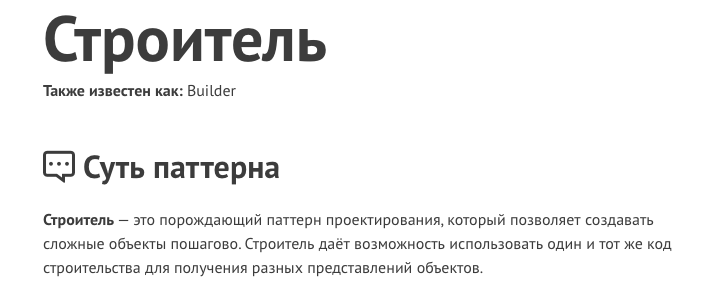 Строитель
Также известен как: Builder
Суть паттерна
Строитель — это порождающий паттерн проектирования, который позволяет создавать
сложные объекты пошагово. Строитель даёт возможность использовать один и тот же код
строительства для получения разных представлений объектов.